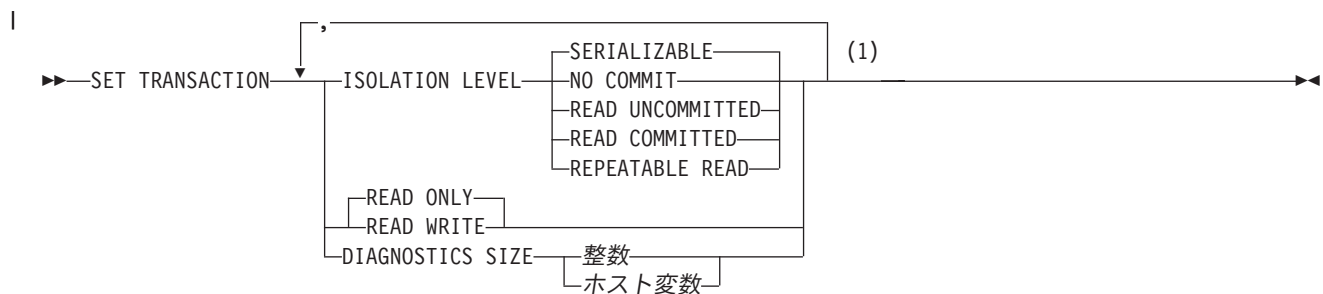 |
,
SERIALIZABLE (1)
SET TRANSACTION ISOLATION LEVEL NO COMMIT
READ UNCOMMITTED
READ COMMITTED
REPEATABLE READ
READ ONLY
READ WRITE
DIAGNOSTICS SIZE 整数
ホスト変数